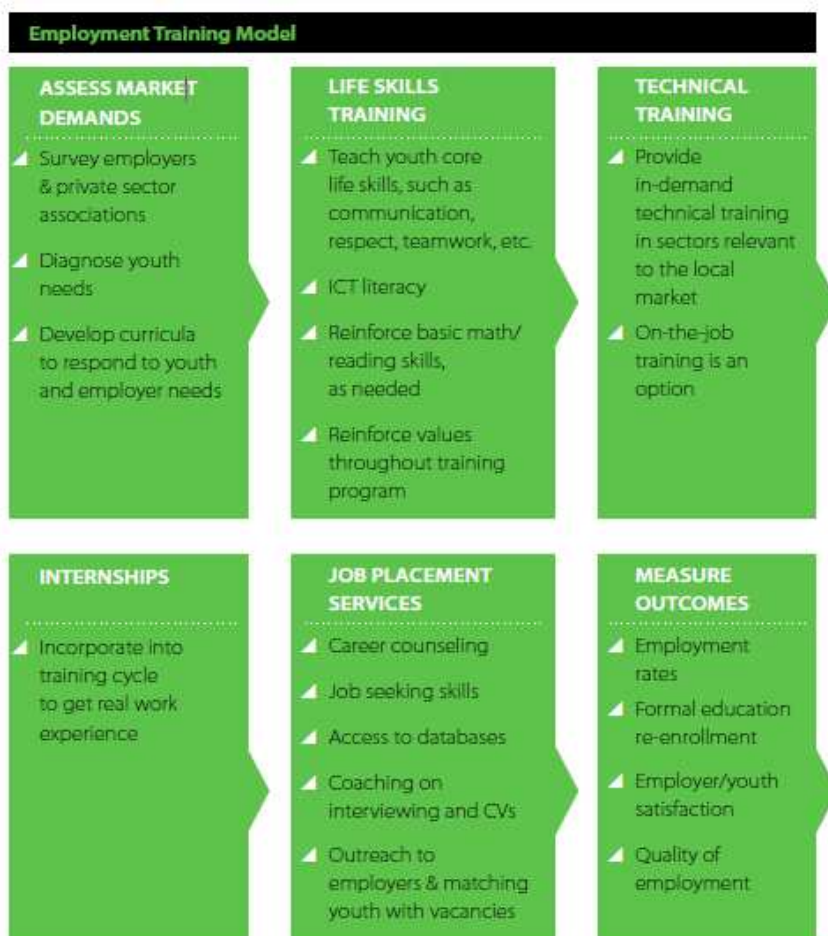 Employment Training Model
ASSESS MARKET
DEMANDS
Survey employers
& private sector
associations
Diagnose youth
needs
Develop curricula
to respond to youth
and employer needs
LIFE SKILLS
TRAINING
Teach youth core
life skills, such as
communication,
respect, teamwork, etc.
ICT literacy
Reinforce basic math/
reading skills,
as needed
Reinforce values
throughout training
program
TECHNICAL
TRAINING
Provide
in-demand
technical training
in sectors relevant
to the local
market
On-the-job
training is an
option
INTERNSHIPS
Incorporate into
training cycle
to get real work
experience
JOB PLACEMENT
SERVICES
Career counseling
Job seeking skills
Access to databases
Coaching on
interviewing and CVs
Outreach to
employers & matching
youth with vacancies
MEASURE
OUTCOMES
Employment
rates
Formal education
re-enrollment
Employer/youth
satisfaction
Quality of
employment